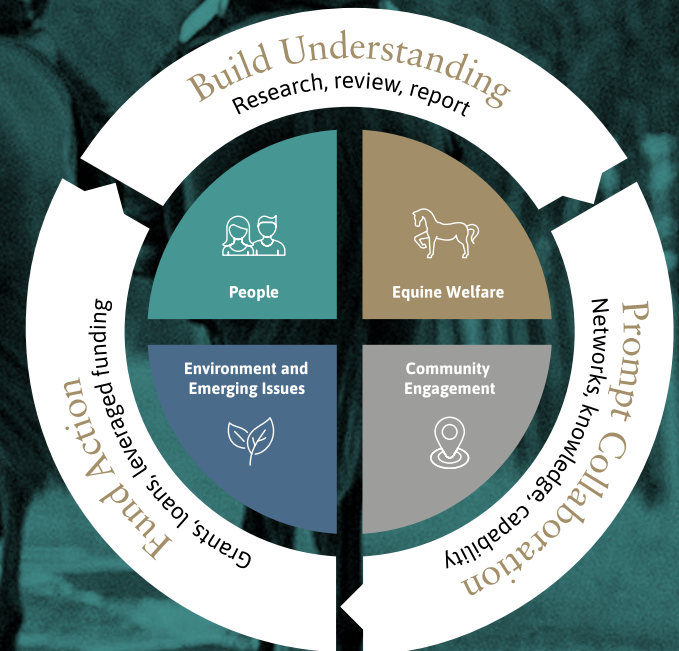 Build Understanding
Research, review, report
People
Equine Welfare
Environment and
Emerging Issues
Community
Engagement
Prompt Collaboration
Networks, knowledge, capability
Fund Action
Grants, loans, leveraged funding